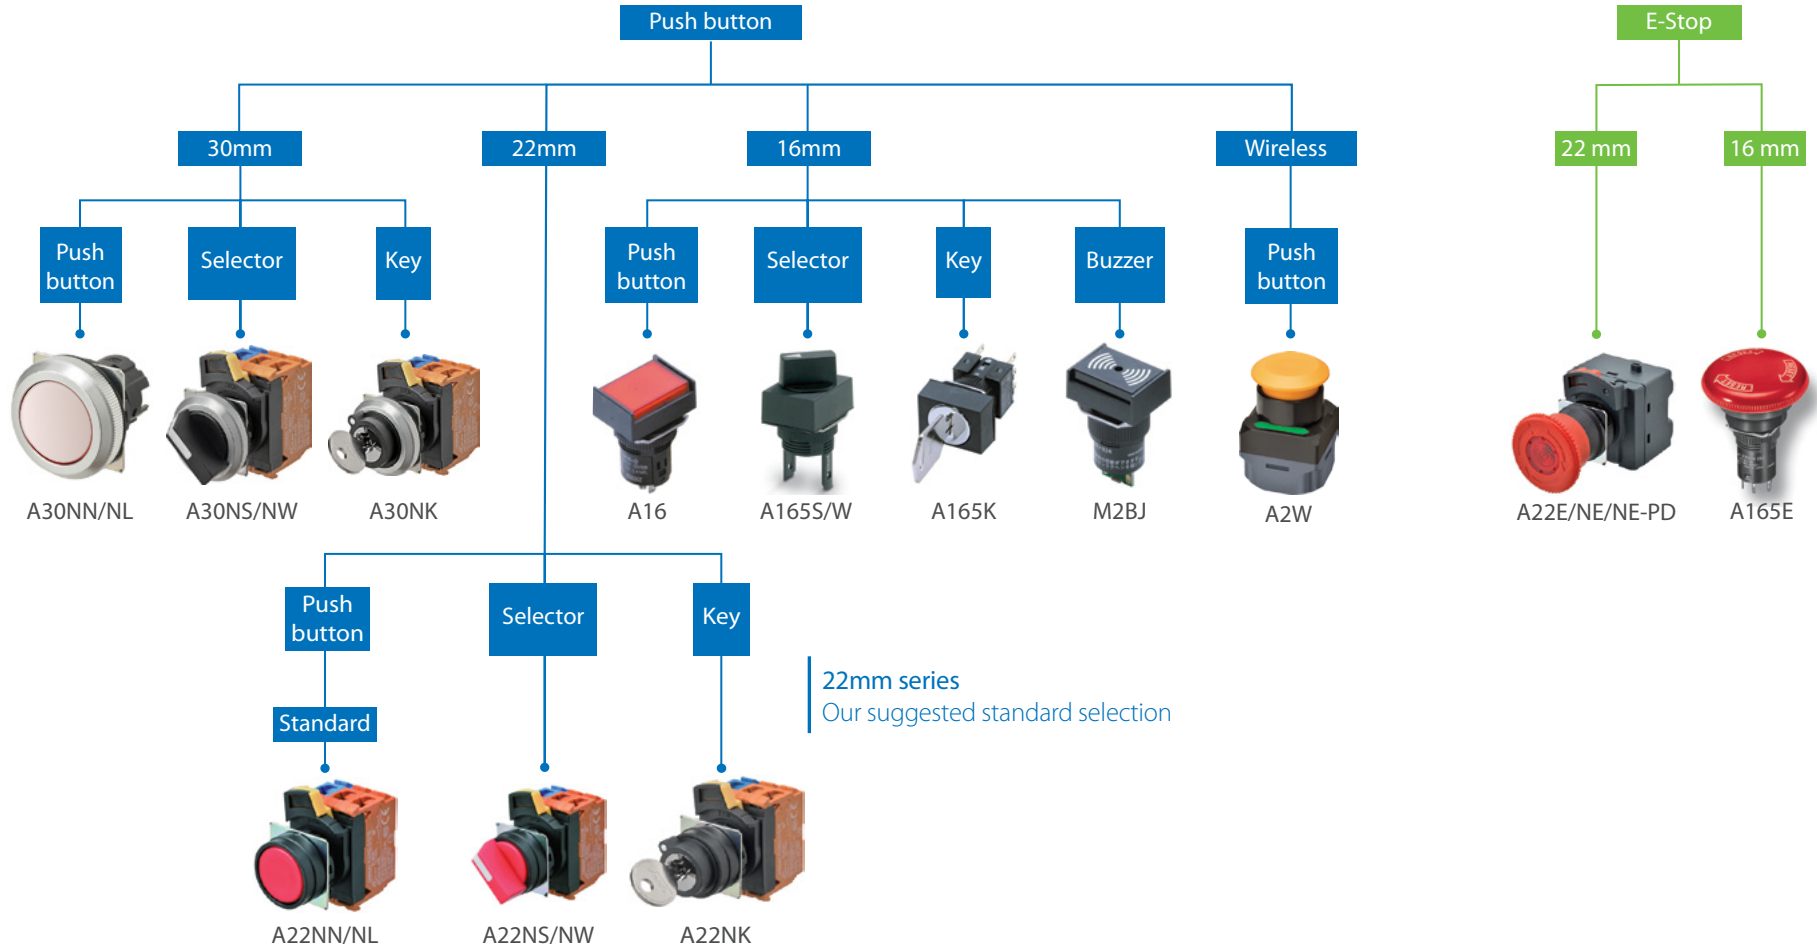 Push button
E-Stop
30mm
22mm
16mm
Wireless
22 mm
16 mm
Push
button
Selector
Key
Push
button
Selector
Key
Buzzer
Push
button
A30NN/NL
A30NS/NW
A30NK
A16
A165S/W
A165K
M2BJ
A2W
A22E/NE/NE-PD
A165E
Push
button
Selector
Key
22mm series
Our suggested standard selection
Standard
A22NN/NL
A22NS/NW
A22NK